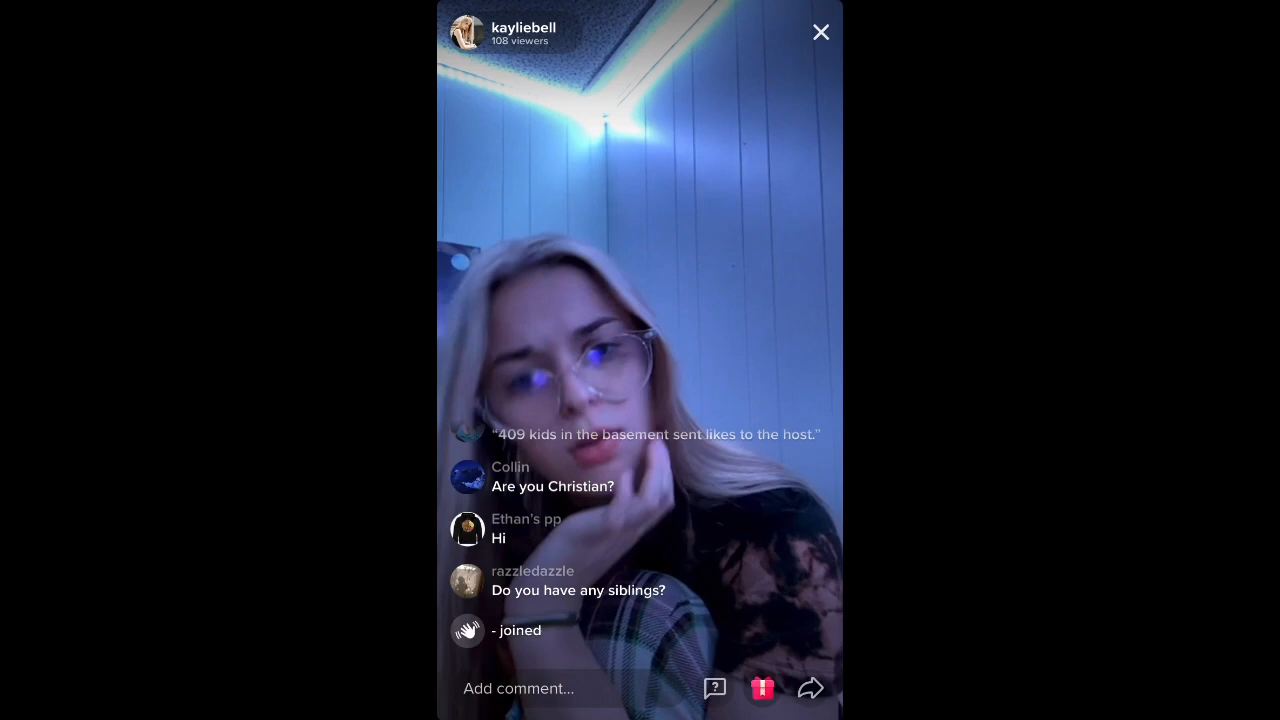 kayliebell
108 viewers
“409 kids in the basement sent likes to the host.”
Collin
Are you Christian?
Ethan’s pp
Hi
razzledazzle
Do you have any siblings?
- joined
Add comment...